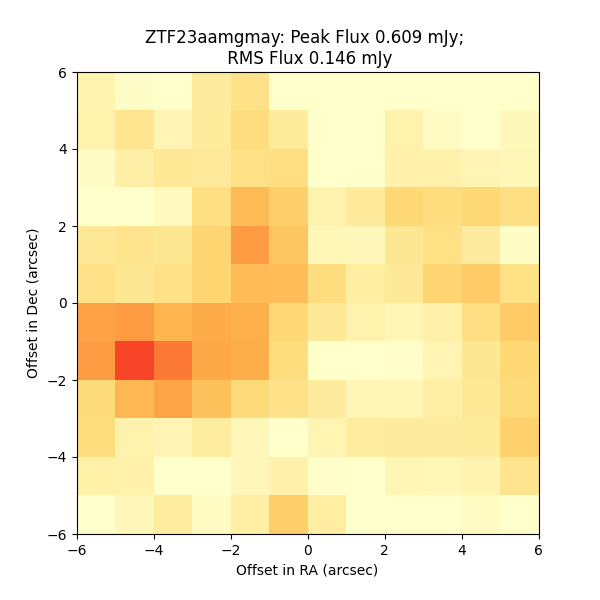 ZTF23aamgmay: Peak Flux 0.609 mJy;
RMS Flux 0.146 mJy
6
4
2
0
−2
−4
−6
Offset in Dec (arcsec)
−6 −4 −2 0 2 4 6
Offset in RA (arcsec)